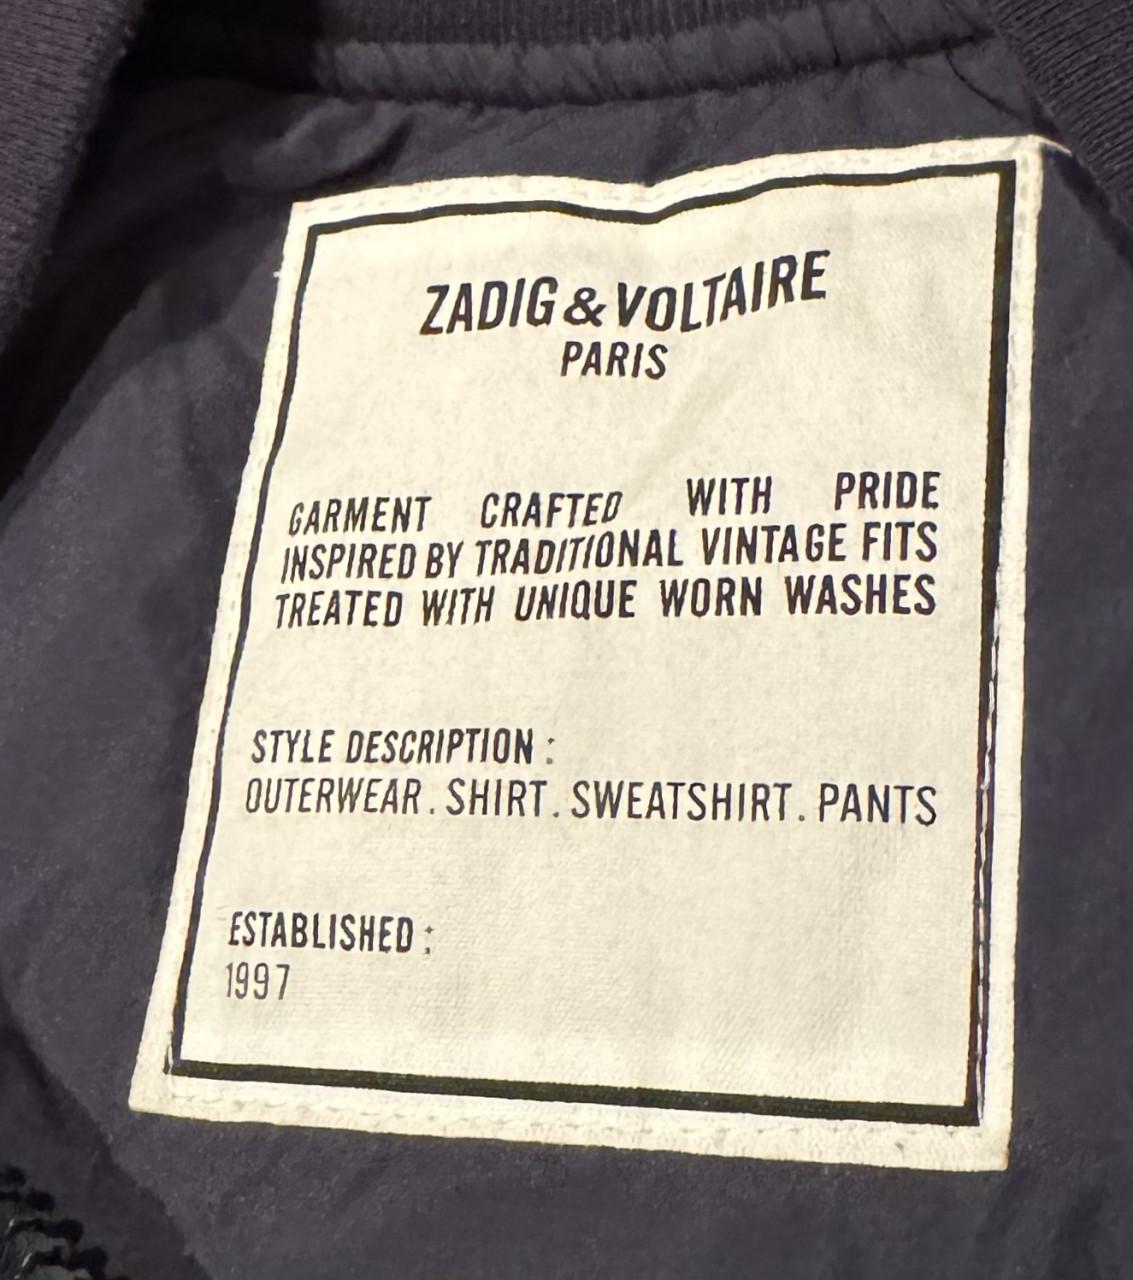 ZADIG & VOLTAIRE
PARIS
GARMENT CRAFTED WITH PRIDE
INSPIRED BY TRADITIONAL VINTAGE FITS
TREATED WITH UNIQUE WORN WASHES
STYLE DESCRIPTION :
OUTERWEAR . SHIRT . SWEATSHIRT . PANTS
ESTABLISHED :
1997